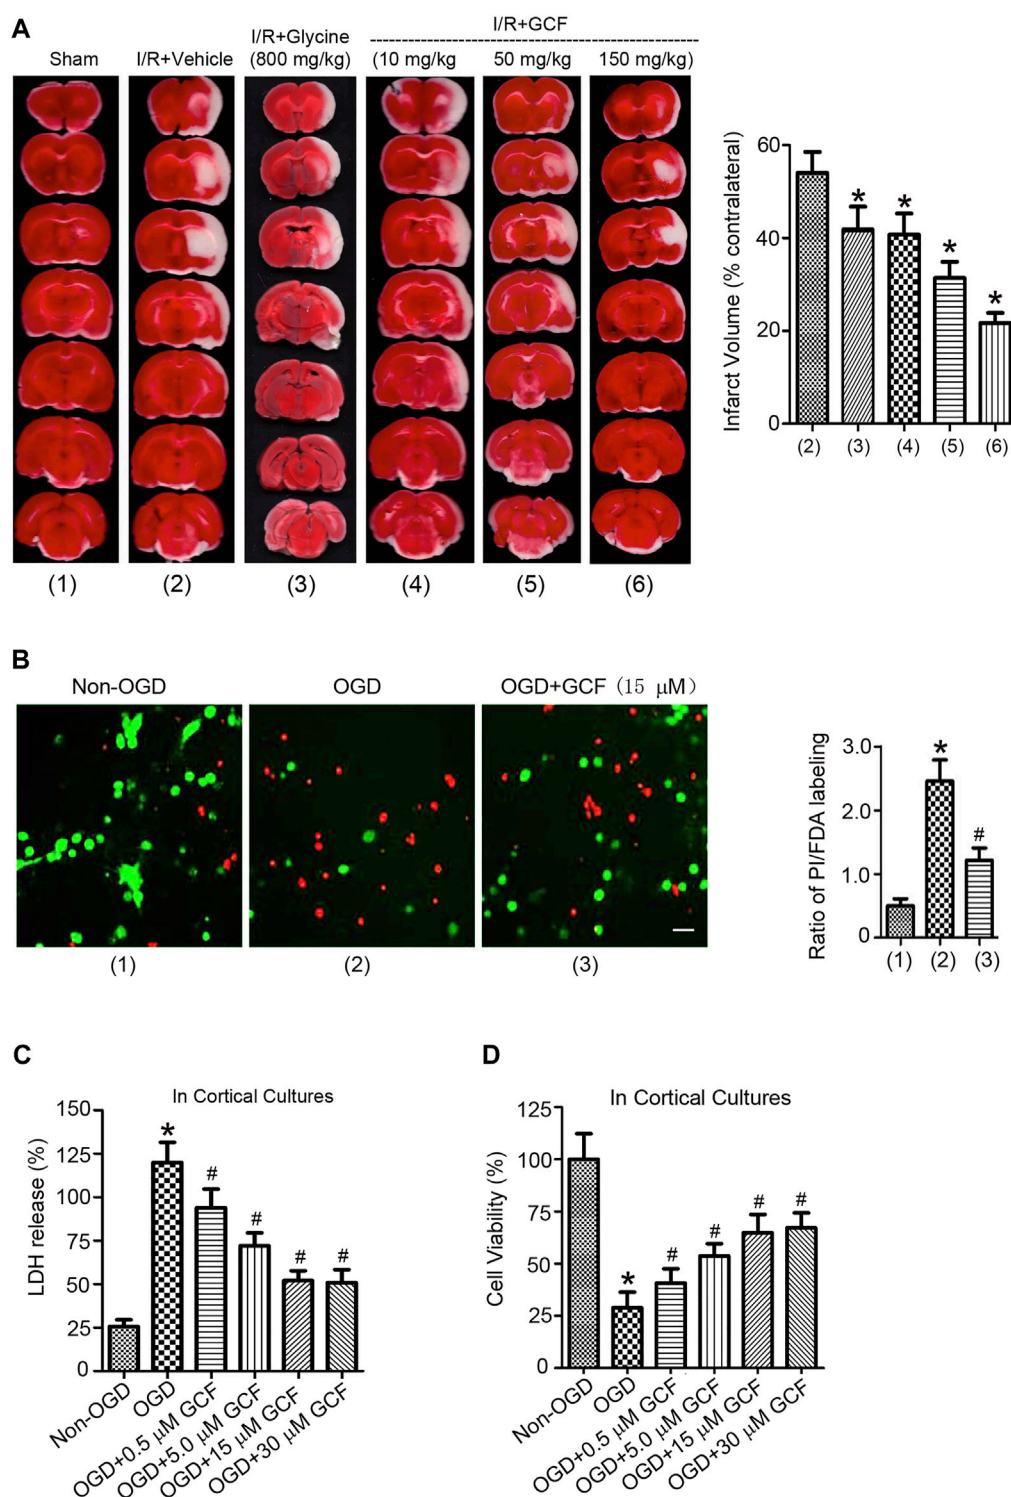 A
I/R+GCF
Sham
I/R+Vehicle
I/R+Glycine
(800 mg/kg)
(10 mg/kg
50 mg/kg
150 mg/kg)
(1)
(2)
(3)
(4)
(5)
(6)
Infarct Volume (% contralateral)
60
40
20
0
*
*
*
*
(2)
(3)
(4)
(5)
(6)
B
Non-OGD
OGD
OGD+GCF (15 μM)
(1)
(2)
(3)
Ratio of PI/FDA labeling
3.0
2.0
1.0
0
*
#
(1)
(2)
(3)
C
In Cortical Cultures
LDH release (%)
150
125
100
75
50
25
0
*
#
#
#
#
Non-OGD
OGD
OGD+0.5 μM GCF
OGD+5.0 μM GCF
OGD+15 μM GCF
OGD+30 μM GCF
D
In Cortical Cultures
Cell Viability (%)
125
100
75
50
25
0
*
#
#
#
#
Non-OGD
OGD
OGD+0.5 μM GCF
OGD+5.0 μM GCF
OGD+15 μM GCF
OGD+30 μM GCF